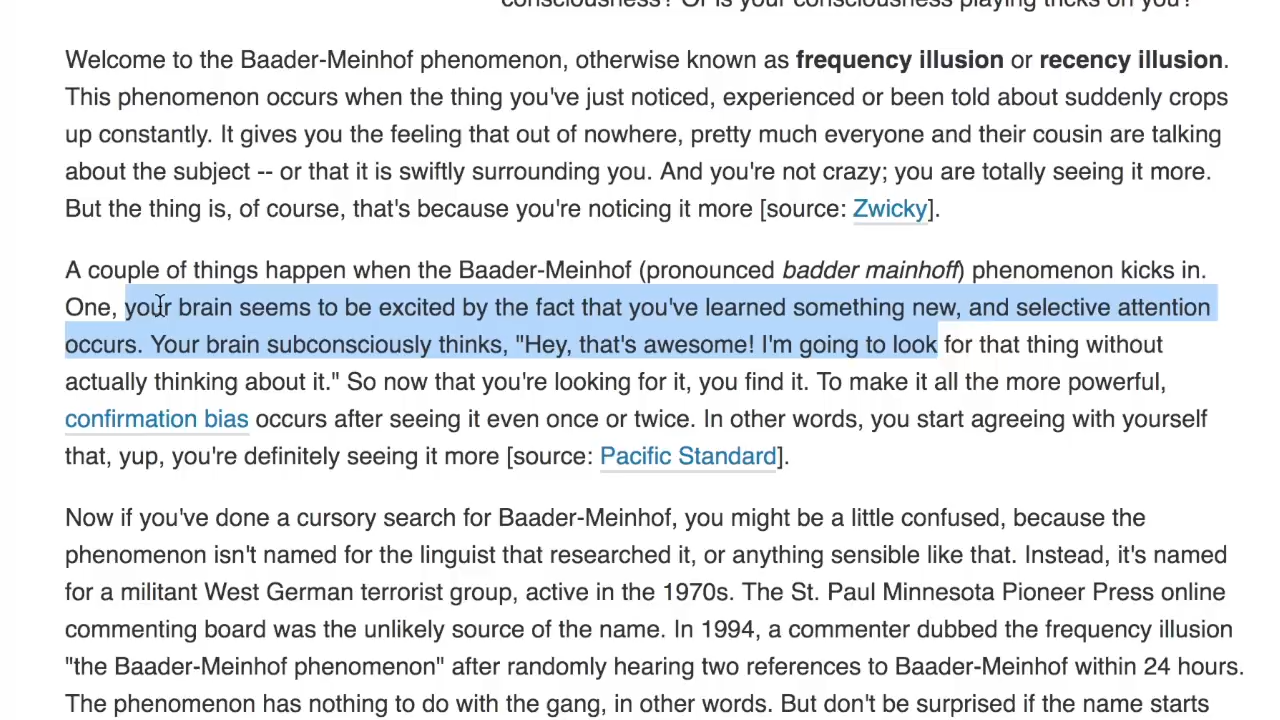 consciousness? Or is your consciousness playing tricks on you?
Welcome to the Baader-Meinhof phenomenon, otherwise known as frequency illusion or recency illusion.
This phenomenon occurs when the thing you've just noticed, experienced or been told about suddenly crops
up constantly. It gives you the feeling that out of nowhere, pretty much everyone and their cousin are talking
about the subject -- or that it is swiftly surrounding you. And you're not crazy; you are totally seeing it more.
But the thing is, of course, that's because you're noticing it more [source: Zwicky].
A couple of things happen when the Baader-Meinhof (pronounced badder mainhoff) phenomenon kicks in.
One, your brain seems to be excited by the fact that you've learned something new, and selective attention
occurs. Your brain subconsciously thinks, "Hey, that's awesome! I'm going to look for that thing without
actually thinking about it." So now that you're looking for it, you find it. To make it all the more powerful,
confirmation bias occurs after seeing it even once or twice. In other words, you start agreeing with yourself
that, yup, you're definitely seeing it more [source: Pacific Standard].
Now if you've done a cursory search for Baader-Meinhof, you might be a little confused, because the
phenomenon isn't named for the linguist that researched it, or anything sensible like that. Instead, it's named
for a militant West German terrorist group, active in the 1970s. The St. Paul Minnesota Pioneer Press online
commenting board was the unlikely source of the name. In 1994, a commenter dubbed the frequency illusion
"the Baader-Meinhof phenomenon" after randomly hearing two references to Baader-Meinhof within 24 hours.
The phenomenon has nothing to do with the gang, in other words. But don't be surprised if the name starts